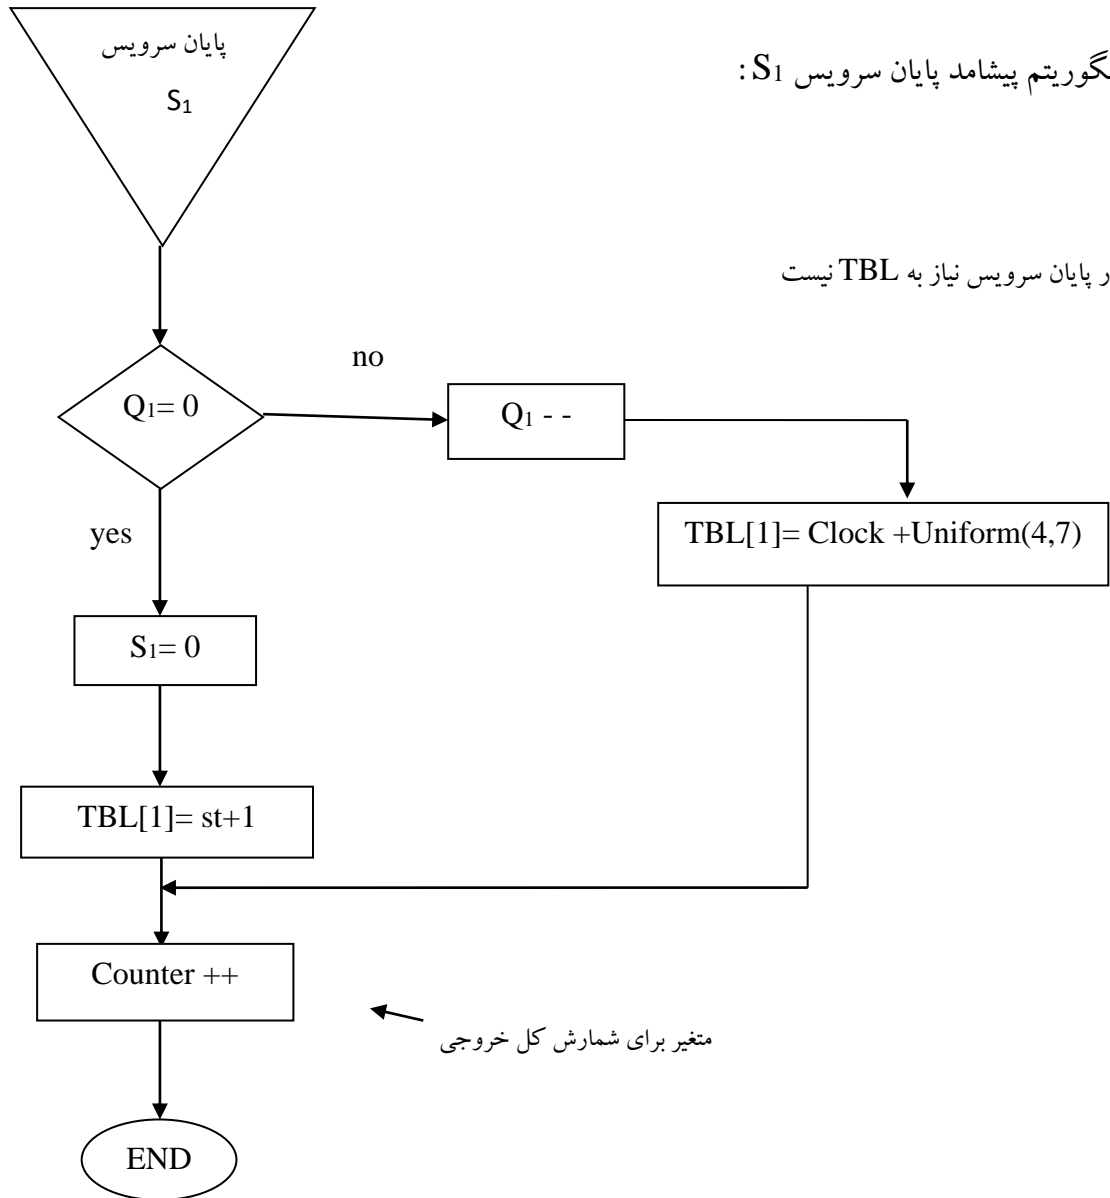 پایان سرویس
S1
گوریتم پیشامد پایان سرویس S1 :
ر پایان سرویس نیاز به TBL نیست
no
Q1= 0
Q1 - -
yes
TBL[1]= Clock +Uniform(4,7)
S1= 0
TBL[1]= st+1
Counter ++
متغیر برای شمارش کل خروجی
END